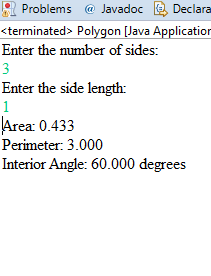 Problems @ Javadoc Declara
<terminated> Polygon [Java Application
Enter the number of sides:
3
Enter the side length:
1
Area: 0.433
Perimeter: 3.000
Interior Angle: 60.000 degrees